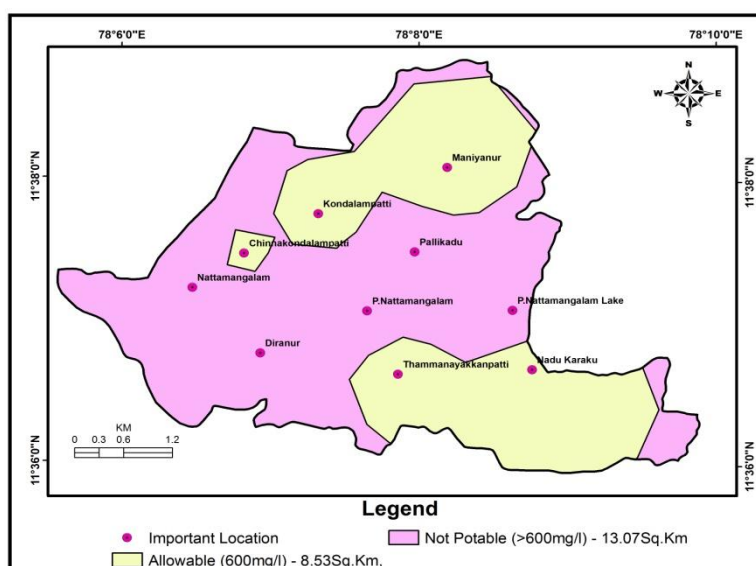 78°6'0"E 78°8'0"E 78°10'0"E
N
W E
S
11°38'0"N 11°38'0"N
Maniyanur
Kondalampatti
Chinnakondalampatti
Pallikadu
Nattamangalam
P.Nattamangalam
P.Nattamangalam Lake
Diranur
Thammanayakkanpatti
Nadu Karaku
KM
0 0.3 0.6 1.2
11°36'0"N 11°36'0"N
Legend
Important Location
Not Potable (>600mg/l) - 13.07Sq.Km
Allowable (600mg/l) - 8.53Sq.Km.